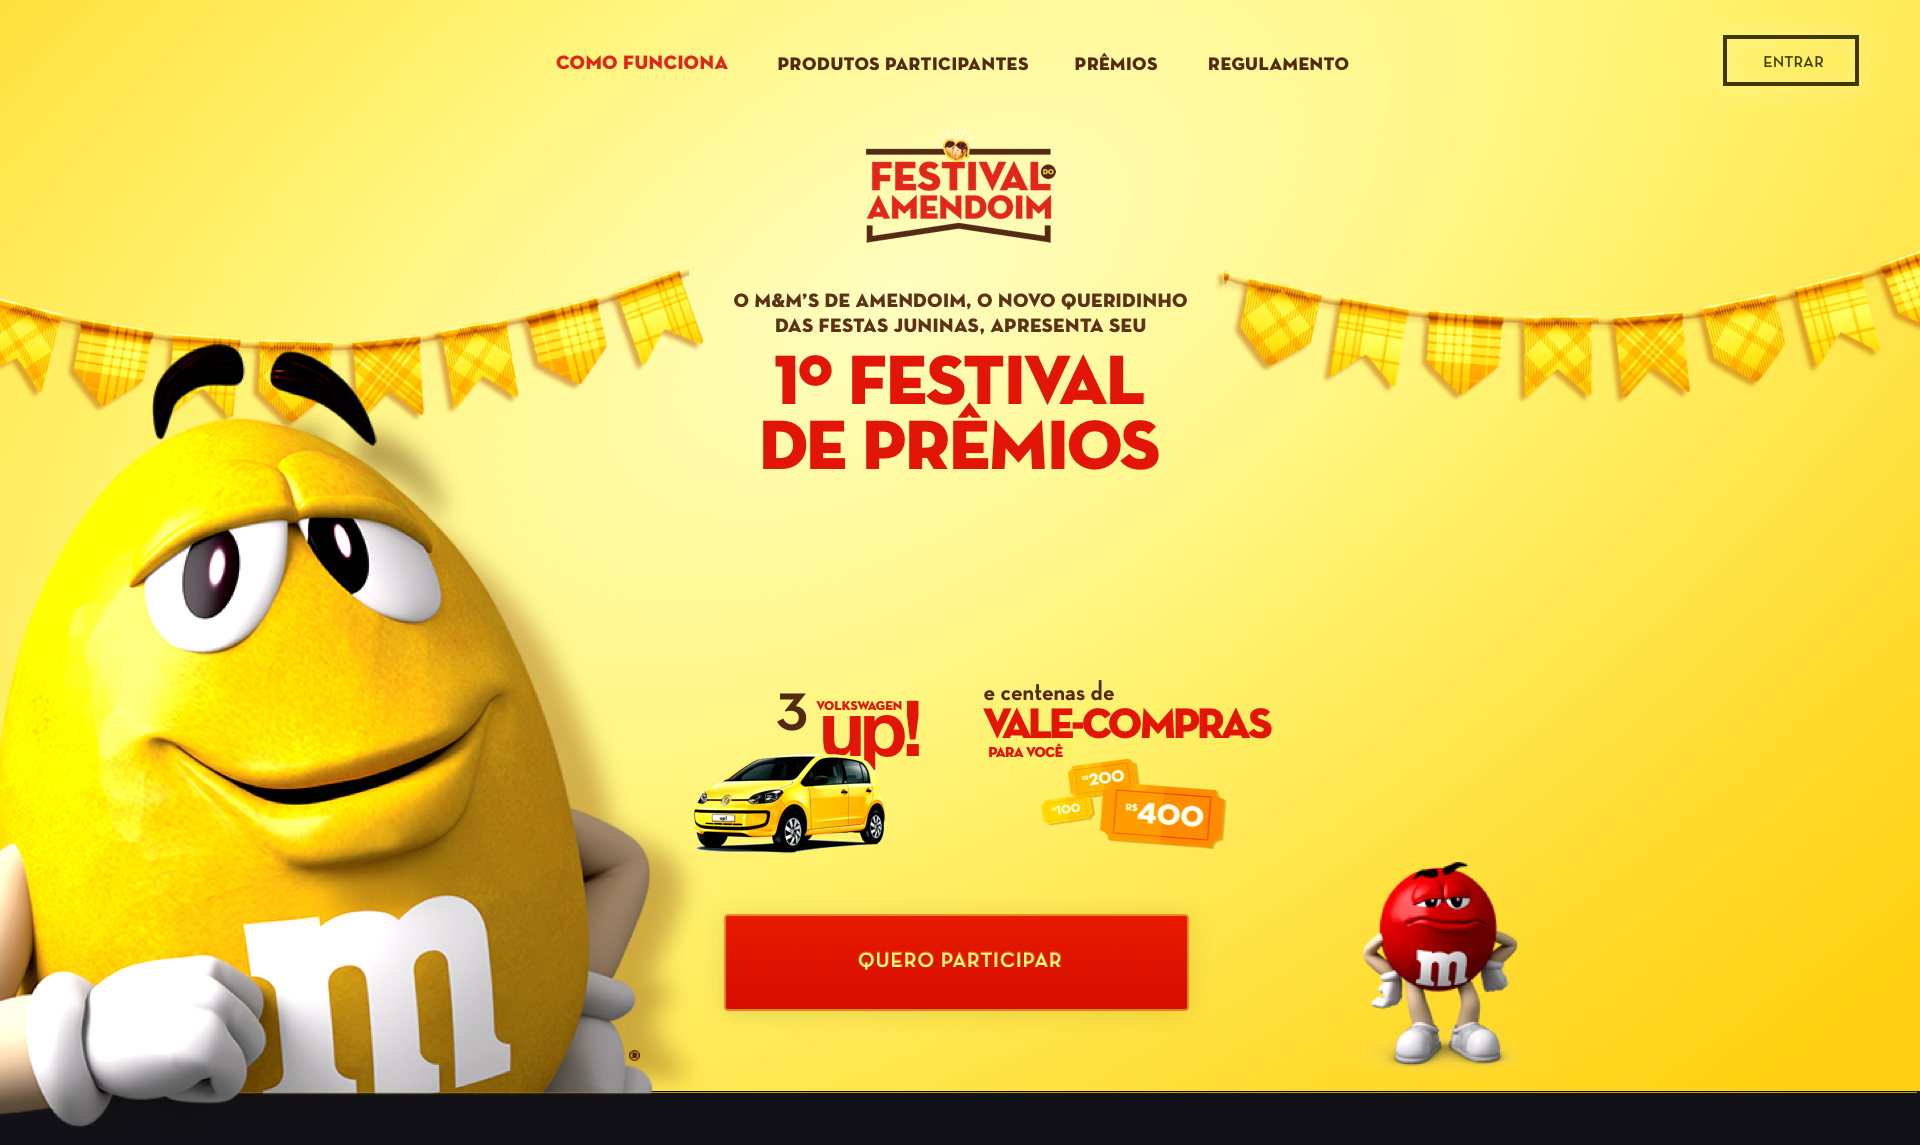 COMO FUNCIONA
PRODUTOS PARTICIPANTES
PRÊMIOS
REGULAMENTO
ENTRAR
FESTIVAL DO
AMENDOIM
O M&M'S DE AMENDOIM, O NOVO QUERIDINHO
DAS FESTAS JUNINAS, APRESENTA SEU
1º FESTIVAL
DE PRÊMIOS
3 VOLKSWAGEN
up!
up!
e centenas de
VALE-COMPRAS
PARA VOCÊ
R$200
R$100
R$400
QUERO PARTICIPAR
m
m
®